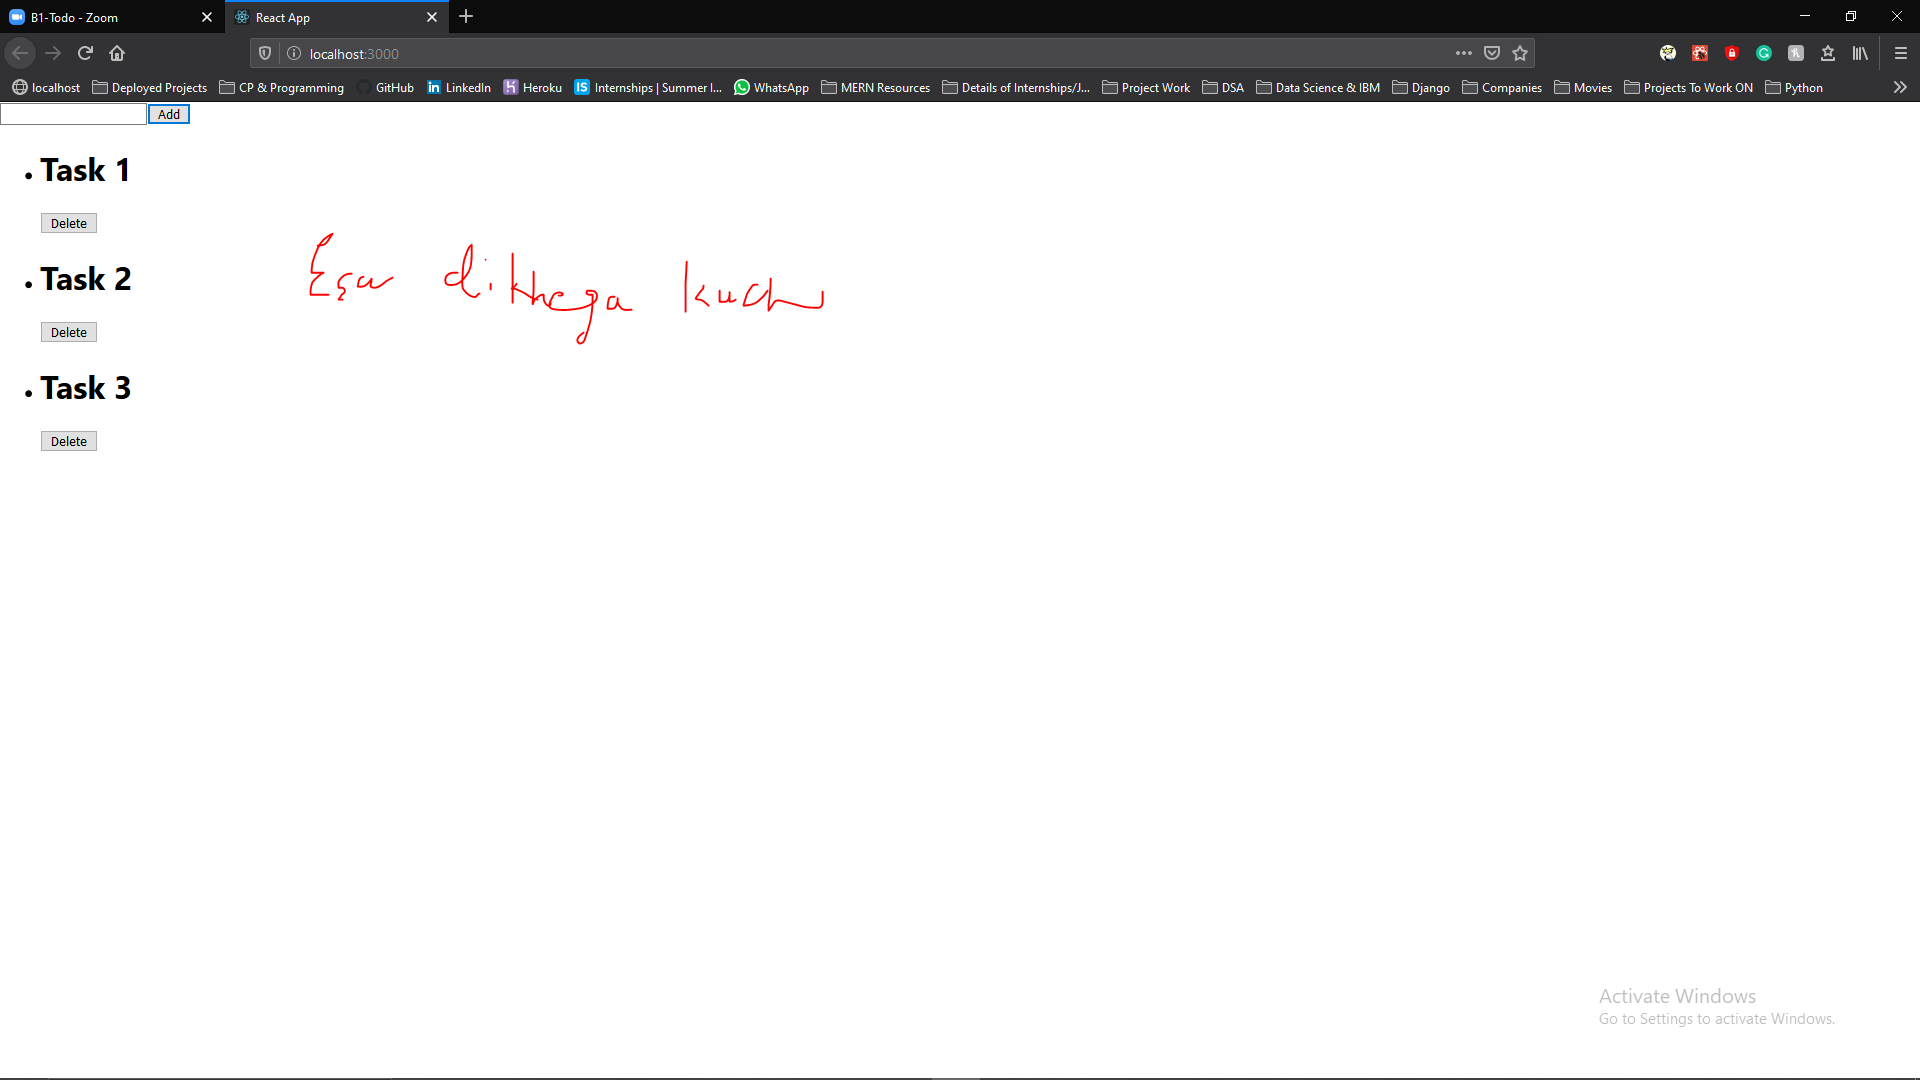 B1-Todo - Zoom
React App
localhost:3000
localhost
Deployed Projects
CP & Programming
GitHub
LinkedIn
Heroku
Internships | Summer I...
WhatsApp
MERN Resources
Details of Internships/J...
Project Work
DSA
Data Science & IBM
Django
Companies
Movies
Projects To Work ON
Python
Add
Task 1
Delete
Task 2
Delete
Task 3
Delete
dikhega kuch
Activate Windows
Go to Settings to activate Windows.